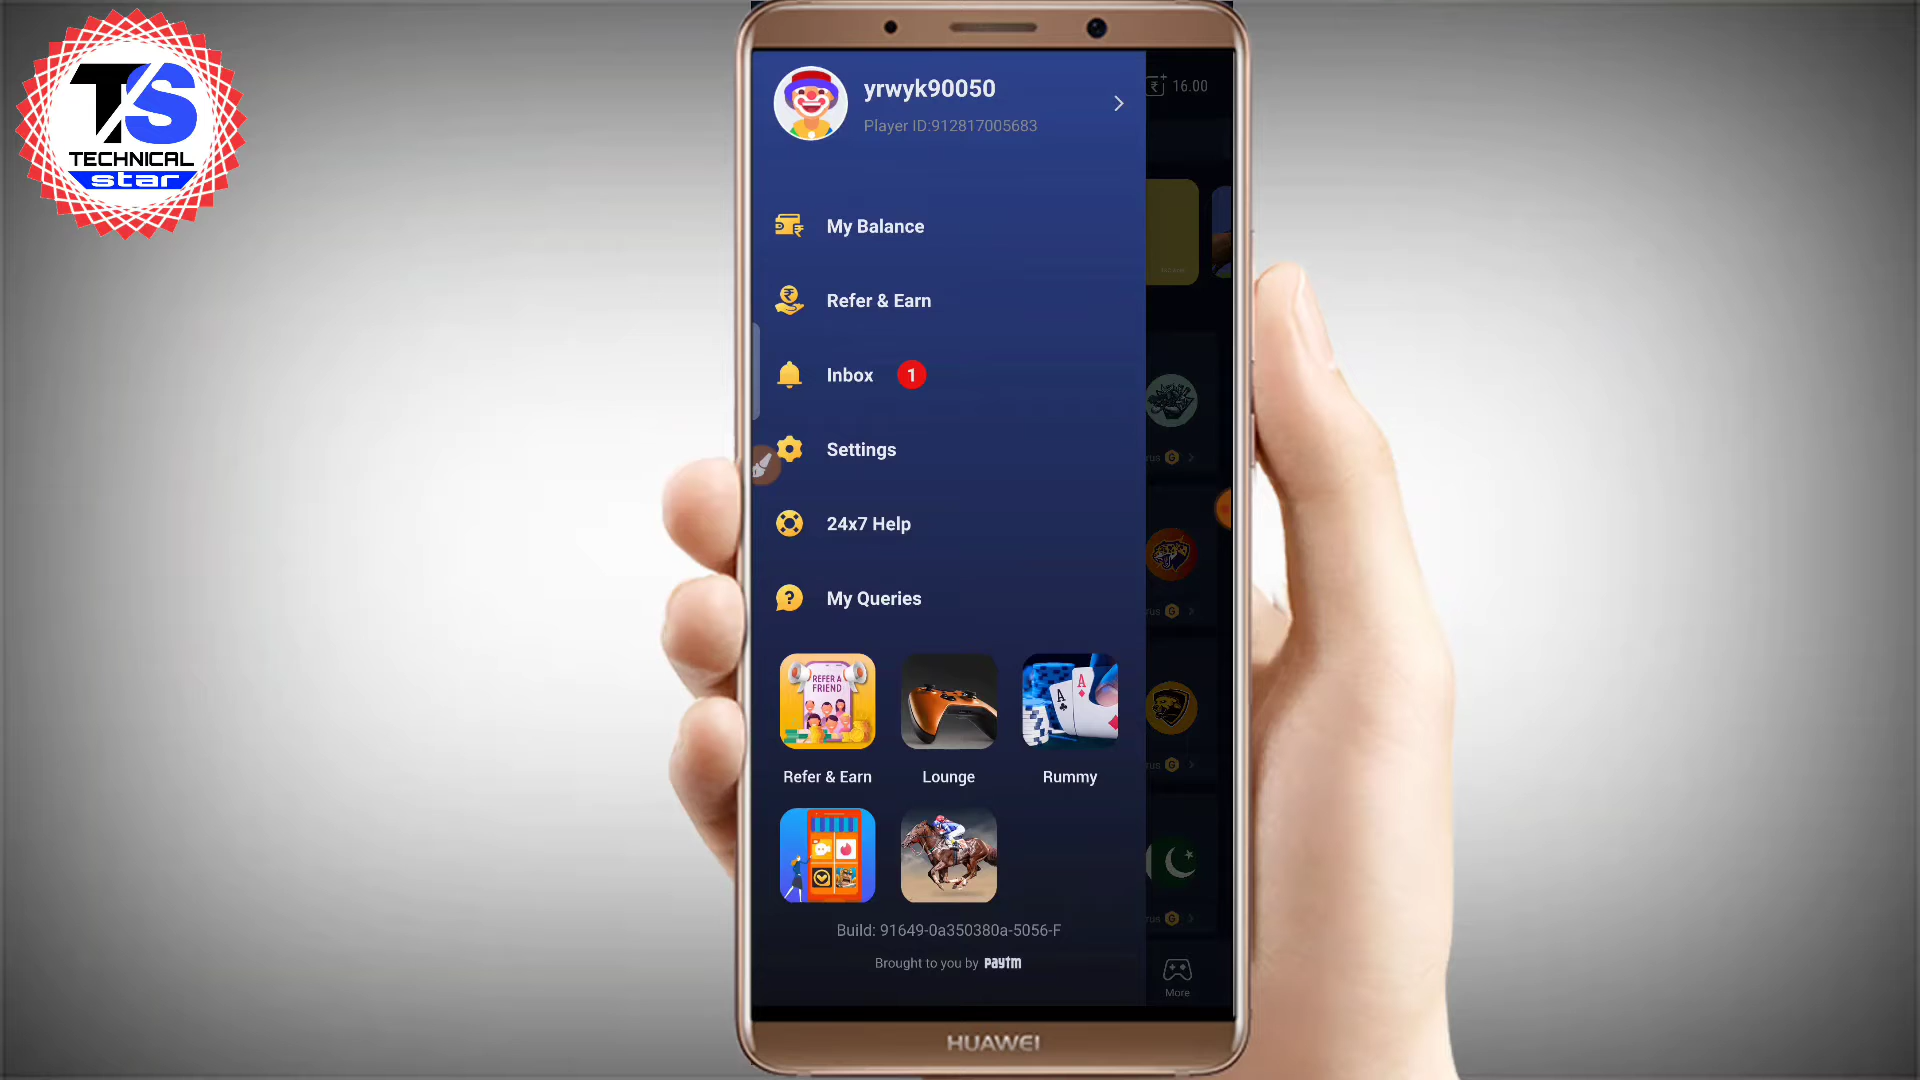 TS
TECHNICAL
star
yrwyk90050
Player ID:912817005683
16.00
My Balance
Refer & Earn
Inbox 1
Settings
24x7 Help
My Queries
REFER A
FRIEND
A A
Refer & Earn
Lounge
Rummy
Build: 91649-0a350380a-5056-F
Brought to you by paytm
More
HUAWEI